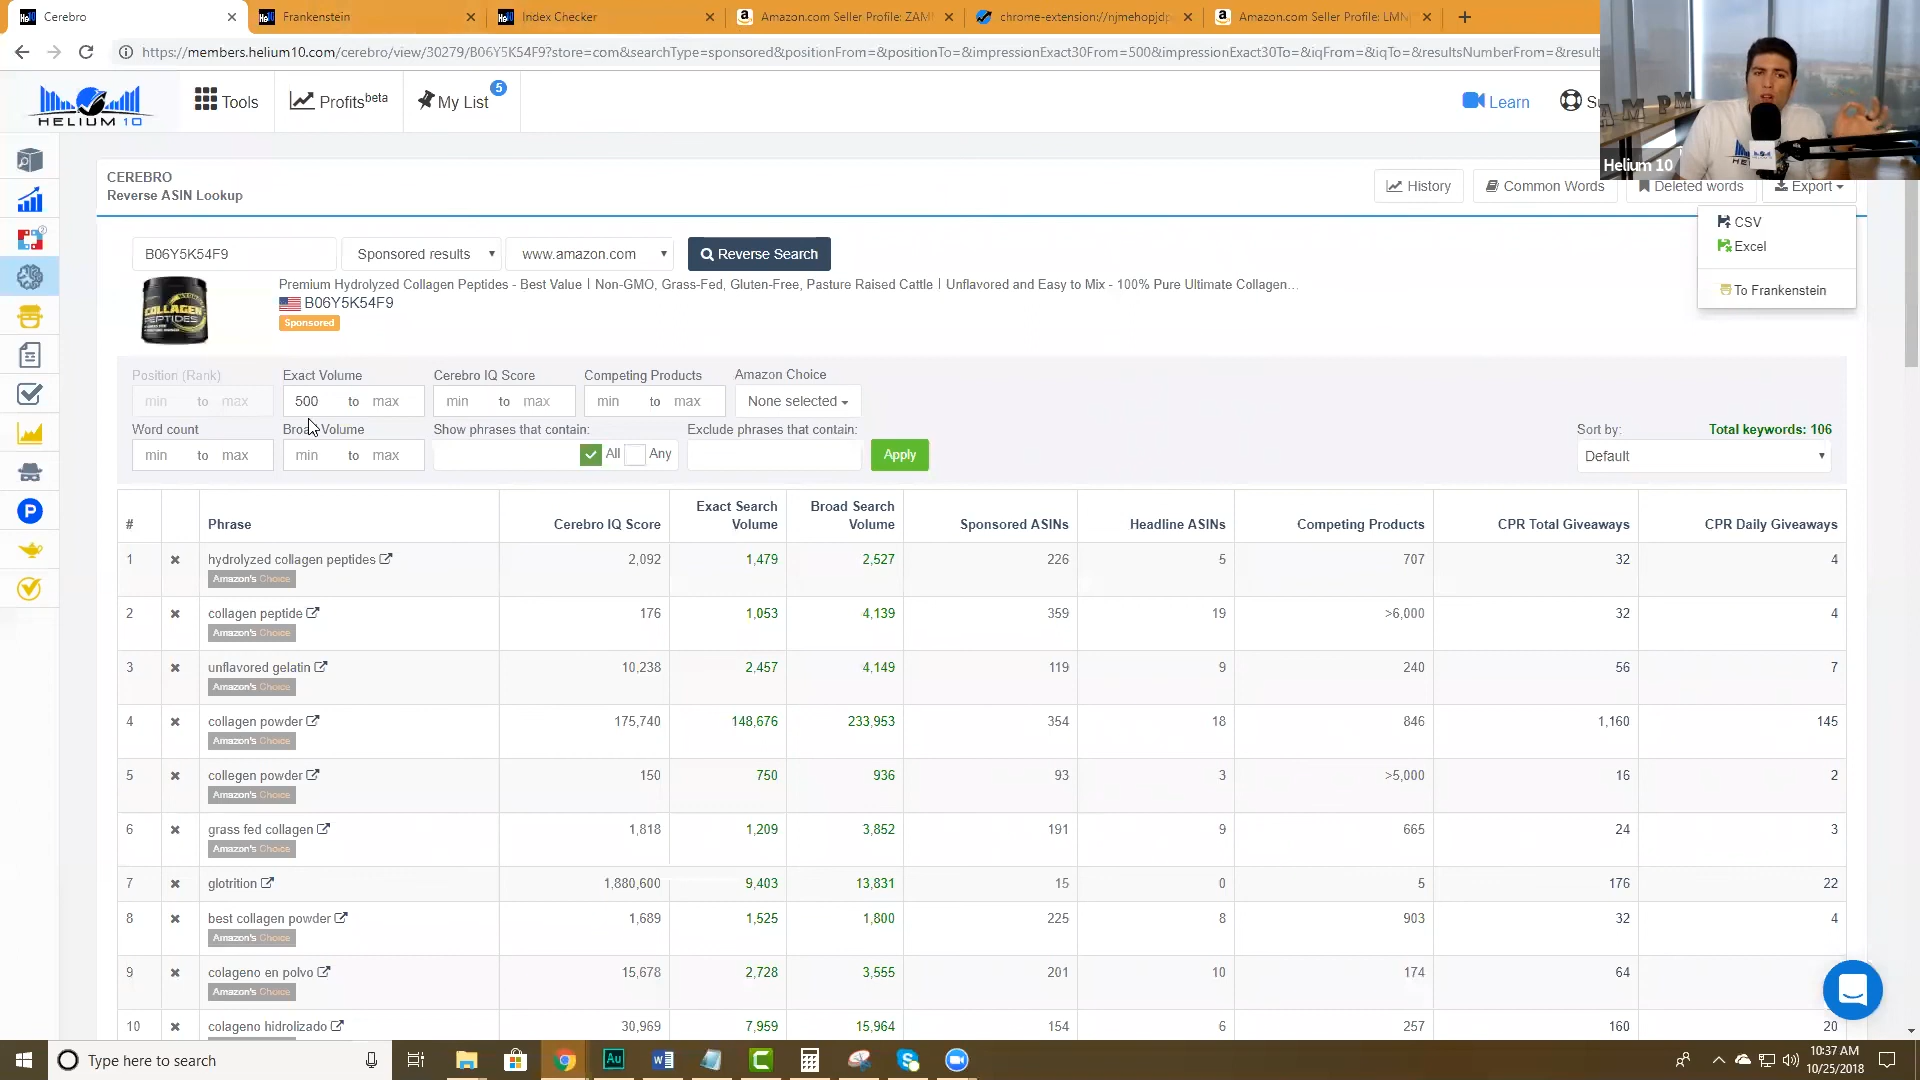 Cerebro
Frankenstein
Index Checker
Amazon.com Seller Profile: ZAM
chrome-extension://njmehopjdp
Amazon.com Seller Profile: LMN
https://members.helium10.com/cerebro/view/30279/B06Y5K54F9?store=com&searchType=sponsored&positionFrom=&positionTo=&impressionExact30From=500&impressionExact30To=&iqFrom=&iqTo=&resultsNumberFrom=&result
HELIUM 10
Tools
Profits beta
My List 5
Learn
Su
AM PM
Helium 10
CEREBRO
Reverse ASIN Lookup
History
Common Words
Deleted words
Export
CSV
Excel
To Frankenstein
B06Y5K54F9
Sponsored results
www.amazon.com
Reverse Search
COLLAGEN
PEPTIDES
Premium Hydrolyzed Collagen Peptides - Best Value | Non-GMO, Grass-Fed, Gluten-Free, Pasture Raised Cattle | Unflavored and Easy to Mix - 100% Pure Ultimate Collagen...
B06Y5K54F9
Sponsored
Position (Rank) Exact Volume Cerebro IQ Score Competing Products Amazon Choice
min to max 500 to max min to max min to max None selected
Word count Broad Volume Show phrases that contain: Exclude phrases that contain:
min to max min to max All Any Apply
Sort by: Total keywords: 106
Default
# Phrase Cerebro IQ Score Exact Search Volume Broad Search Volume Sponsored ASINs Headline ASINs Competing Products CPR Total Giveaways CPR Daily Giveaways
1 hydrolyzed collagen peptides 2,092 1,479 2,527 226 5 707 32 4
Amazon's Choice
2 collagen peptide 176 1,053 4,139 359 19 >6,000 32 4
Amazon's Choice
3 unflavored gelatin 10,238 2,457 4,149 119 9 240 56 7
Amazon's Choice
4 collagen powder 175,740 148,676 233,953 354 18 846 1,160 145
Amazon's Choice
5 collegen powder 150 750 936 93 3 >5,000 16 2
Amazon's Choice
6 grass fed collagen 1,818 1,209 3,852 191 9 665 24 3
Amazon's Choice
7 glotrition 1,880,600 9,403 13,831 15 0 5 176 22
8 best collagen powder 1,689 1,525 1,800 225 8 903 32 4
Amazon's Choice
9 colageno en polvo 15,678 2,728 3,555 201 10 174 64
Amazon's Choice
10 colageno hidrolizado 30,969 7,959 15,964 154 6 257 160 20
Type here to search
10:37 AM
10/25/2018